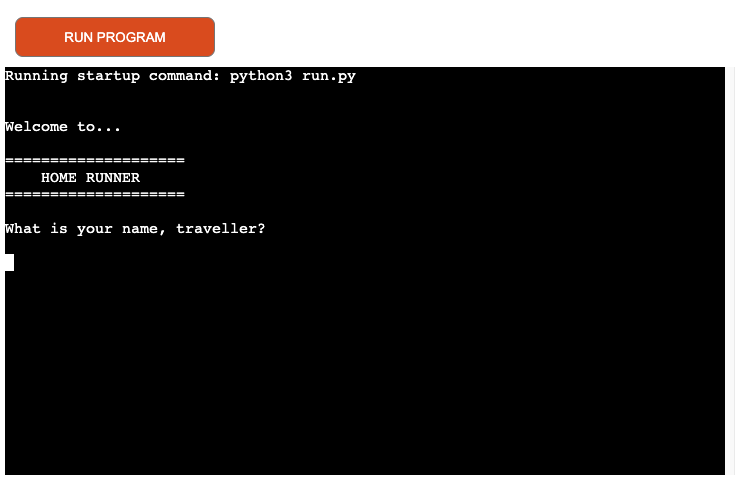 RUN PROGRAM
Running startup command: python3 run.py
Welcome to...
====================
HOME RUNNER
====================
What is your name, traveller?